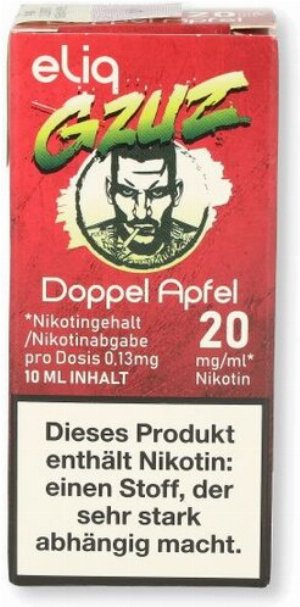 eliq
GZUZ
Doppel Apfel
*Nikotingehalt
/Nikotinabgabe
pro Dosis 0,13mg
10 ML INHALT
20
mg/ml*
Nikotin
Dieses Produkt
enthält Nikotin:
einen Stoff, der
sehr stark
abhängig macht.